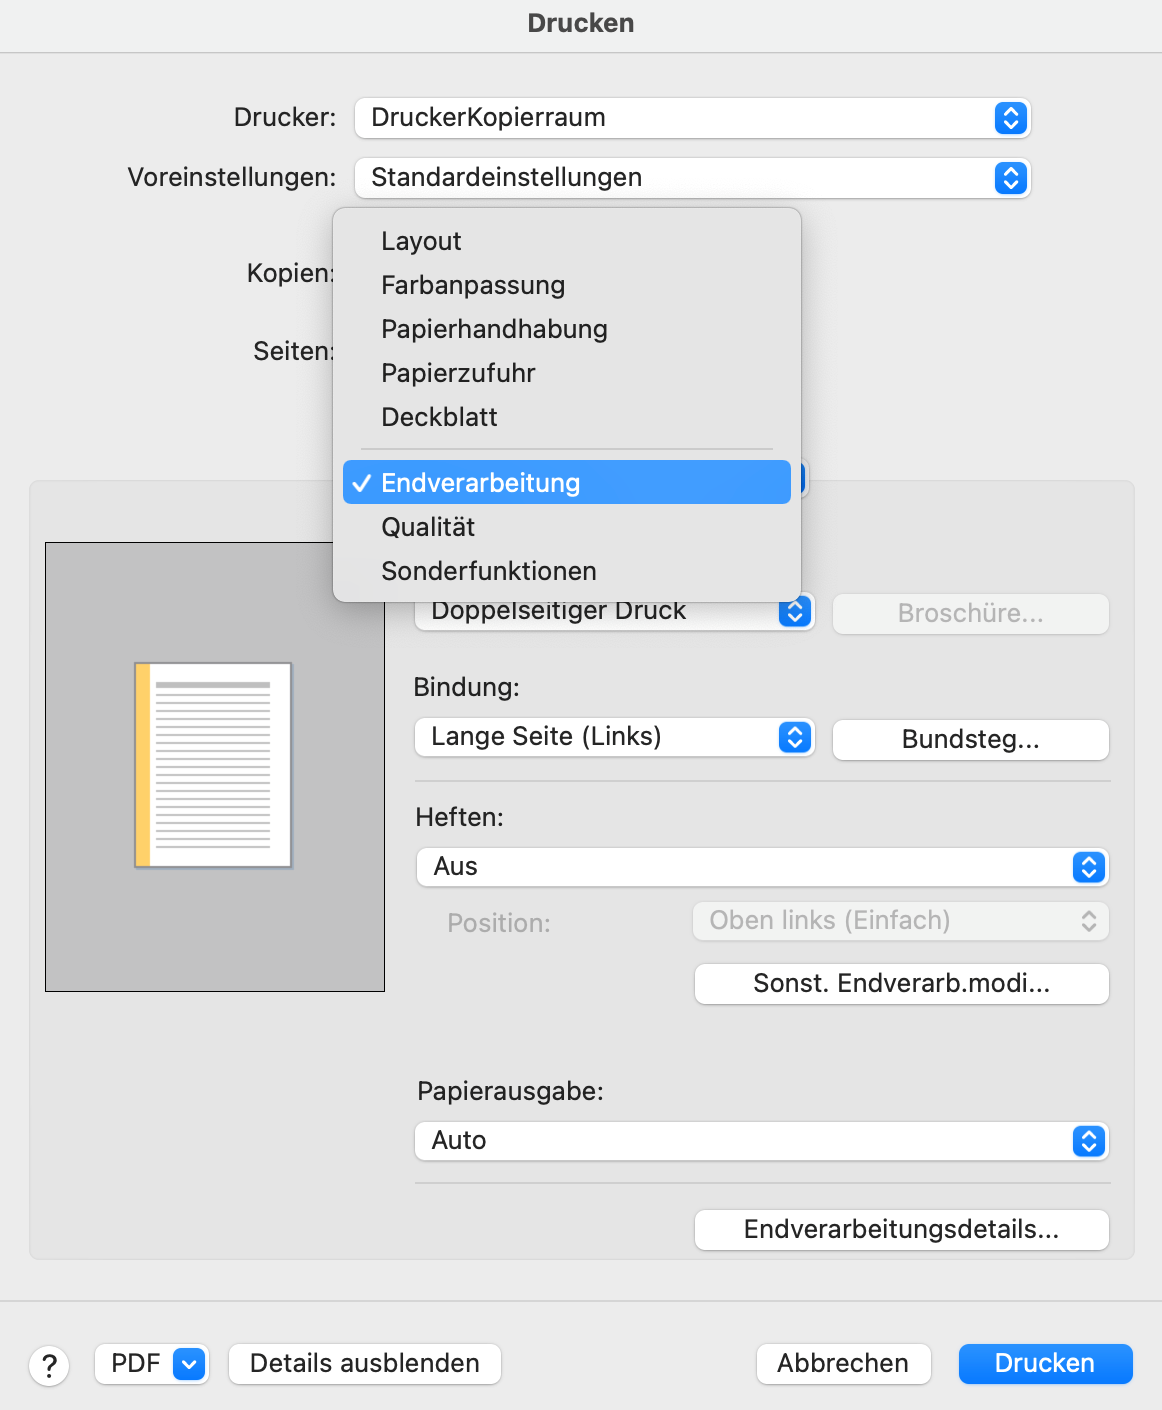 Drucken
Drucker: DruckerKopierraum
Voreinstellungen: Standardeinstellungen
Layout
Kopien:
Farbanpassung
Papierhandhabung
Seiten:
Papierzufuhr
Deckblatt
✓ Endverarbeitung
Qualität
Sonderfunktionen
Doppelseitiger Druck Broschüre...
Bindung:
Lange Seite (Links) Bundsteg...
Heften:
Aus
Position: Oben links (Einfach)
Sonst. Endverarb.modi...
Papierausgabe:
Auto
Endverarbeitungsdetails...
? PDF Details ausblenden Abbrechen Drucken